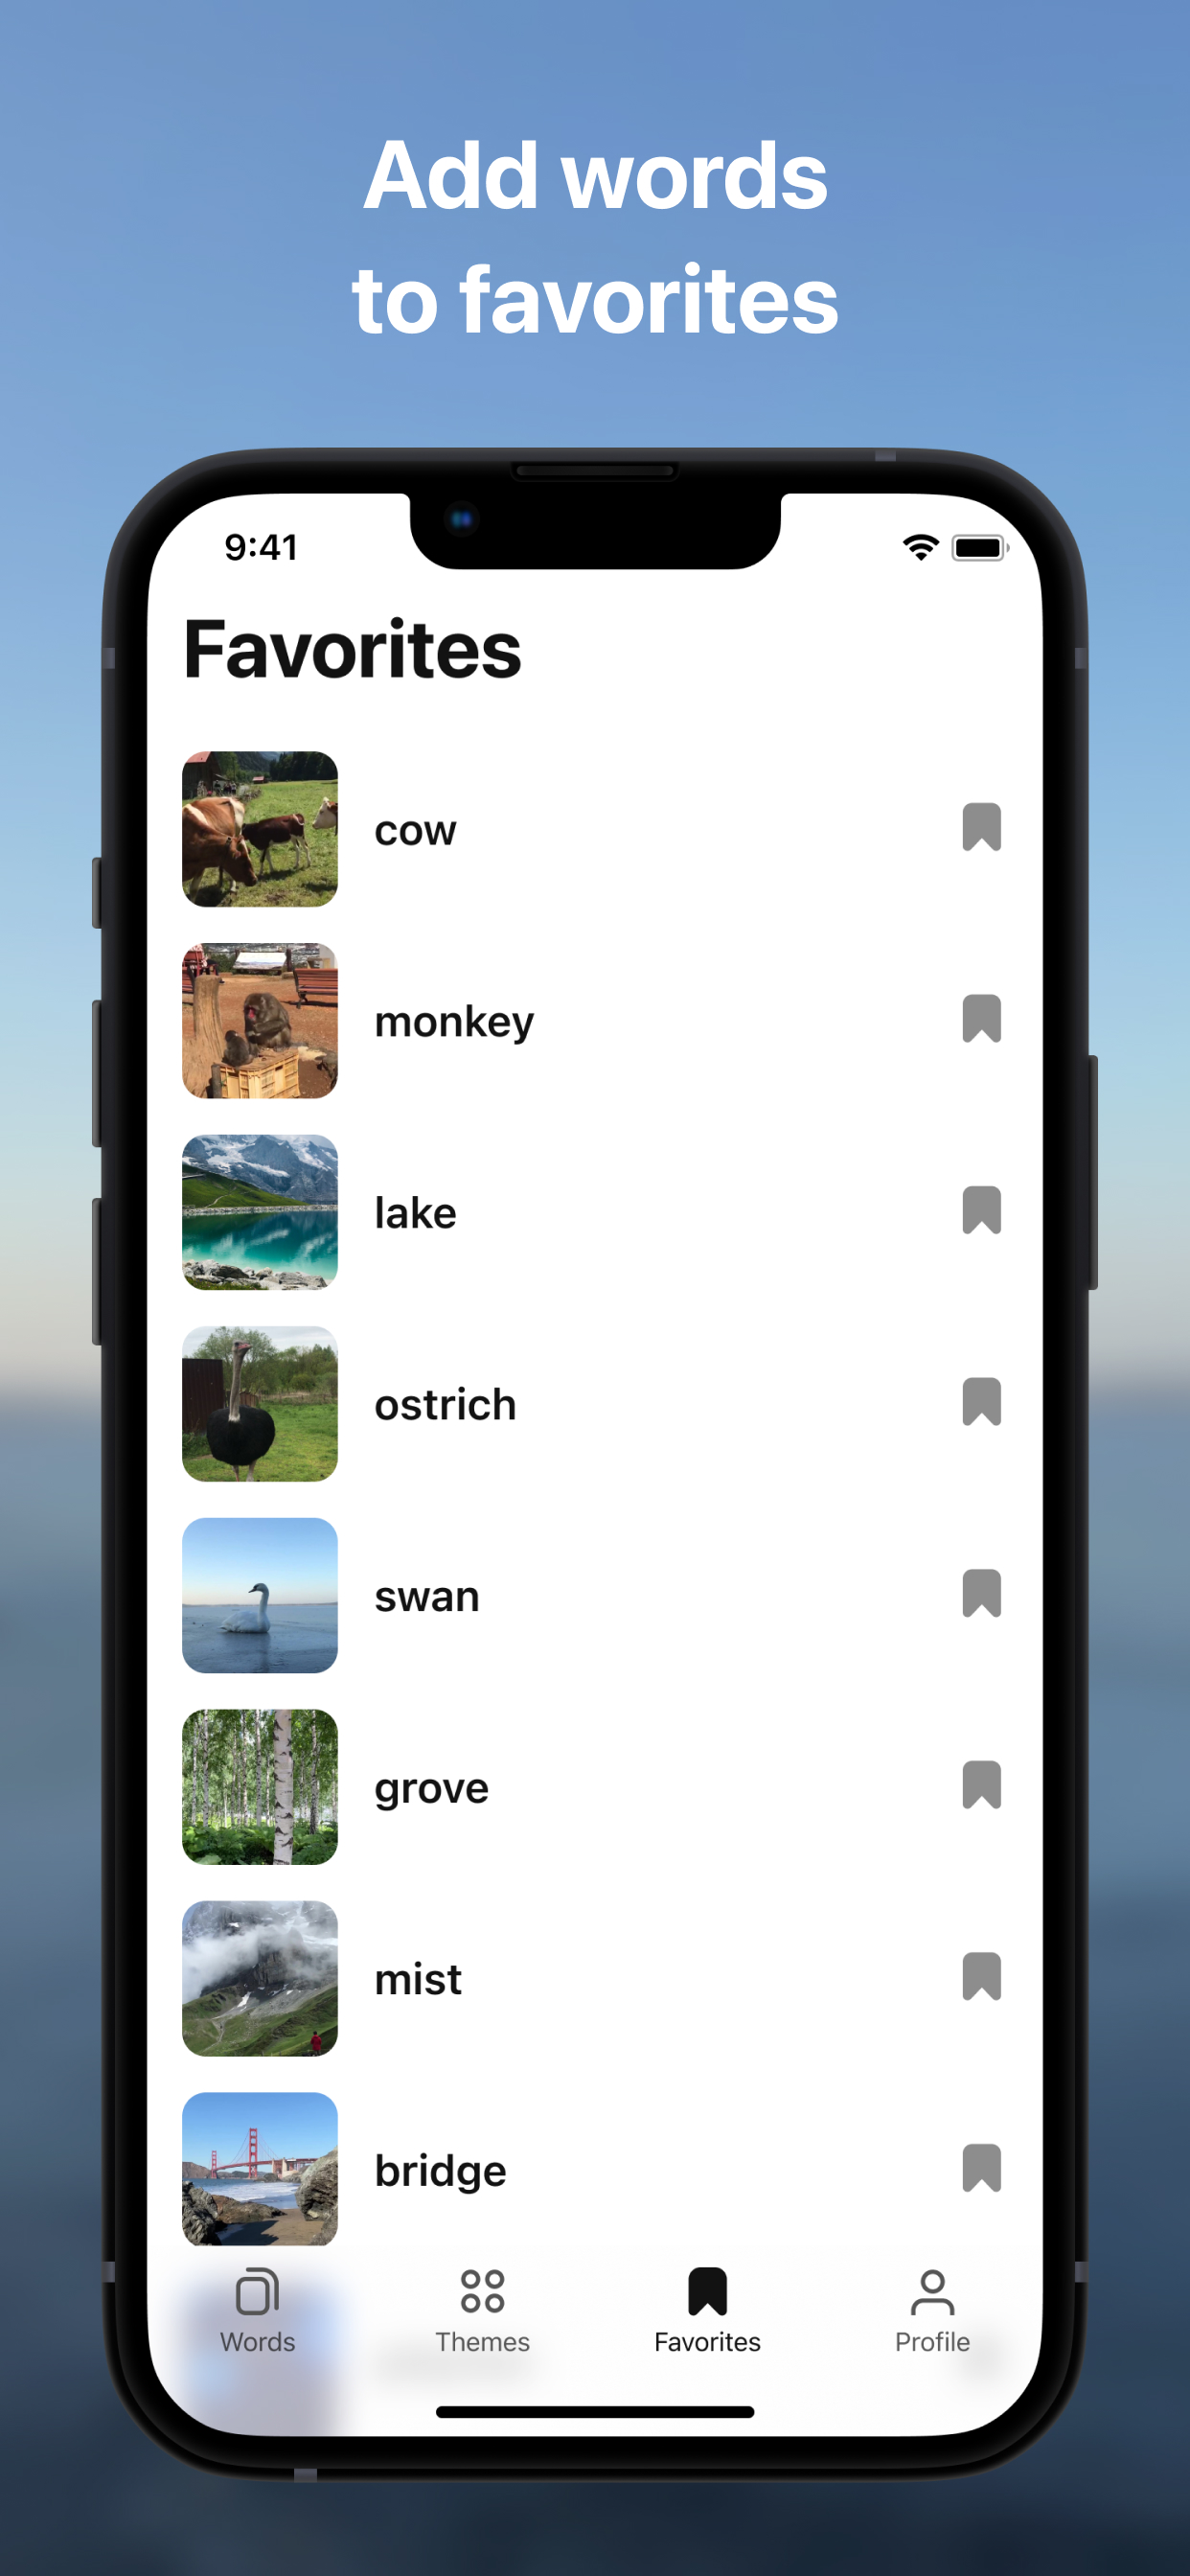 Add words
to favorites
9:41
Favorites
cow
monkey
lake
ostrich
swan
grove
mist
bridge
Words
Themes
Favorites
Profile